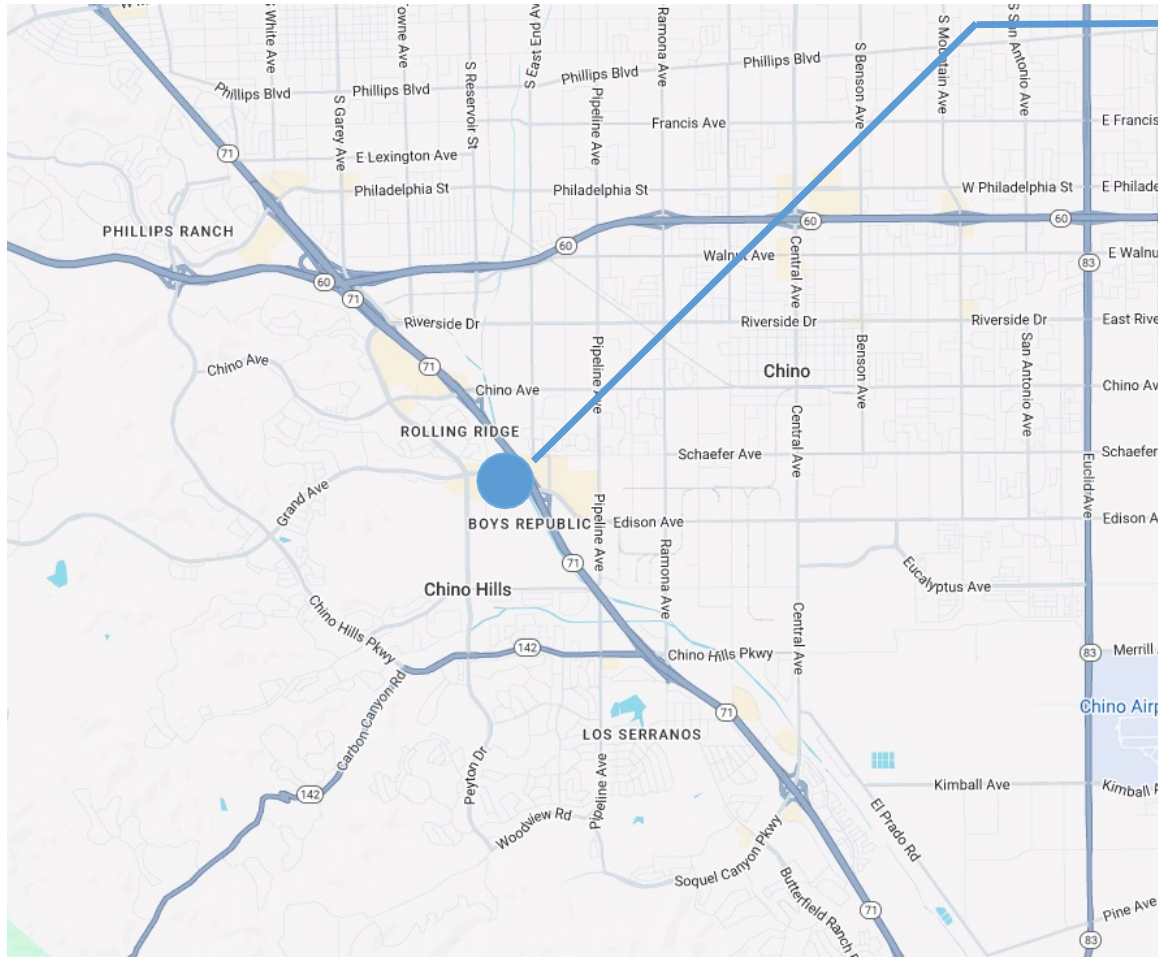 S White Ave
Towne Ave
S Reservoir St
S East End Ave
Ramona Ave
S Benson Ave
S Mountain Ave
S San Antonio Ave
Phillips Blvd
Phillips Blvd
Phillips Blvd
Phillips Blvd
S Garey Ave
Pipeline Ave
Francis Ave
E Francis
71
E Lexington Ave
Philadelphia St
Philadelphia St
W Philadelphia St
E Philade
PHILLIPS RANCH
60
60
60
Walnut Ave
Central Ave
E Walnu
83
60
71
Riverside Dr
Riverside Dr
Riverside Dr
East Rive
Chino Ave
71
Pipeline Ave
Chino
Benson Ave
San Antonio Ave
Chino Ave
Chino Av
ROLLING RIDGE
Central Ave
Schaefer Ave
Schaefer
Grand Ave
Euclid Ave
BOYS REPUBLIC
Pipeline Ave
Edison Ave
Edison A
Ramona Ave
71
Chino Hills
Eucalyptus Ave
Chino Hills Pkwy
Central Ave
142
Chino Hills Pkwy
83
Merrill
Carbon Canyon Rd
71
Chino Airp
LOS SERRANOS
Peyton Dr
Pipeline Ave
142
Kimball Ave
Kimball A
Woodview Rd
El Prado Rd
Soquel Canyon Pkwy
Butterfield Ranch R
71
Pine Ave
83